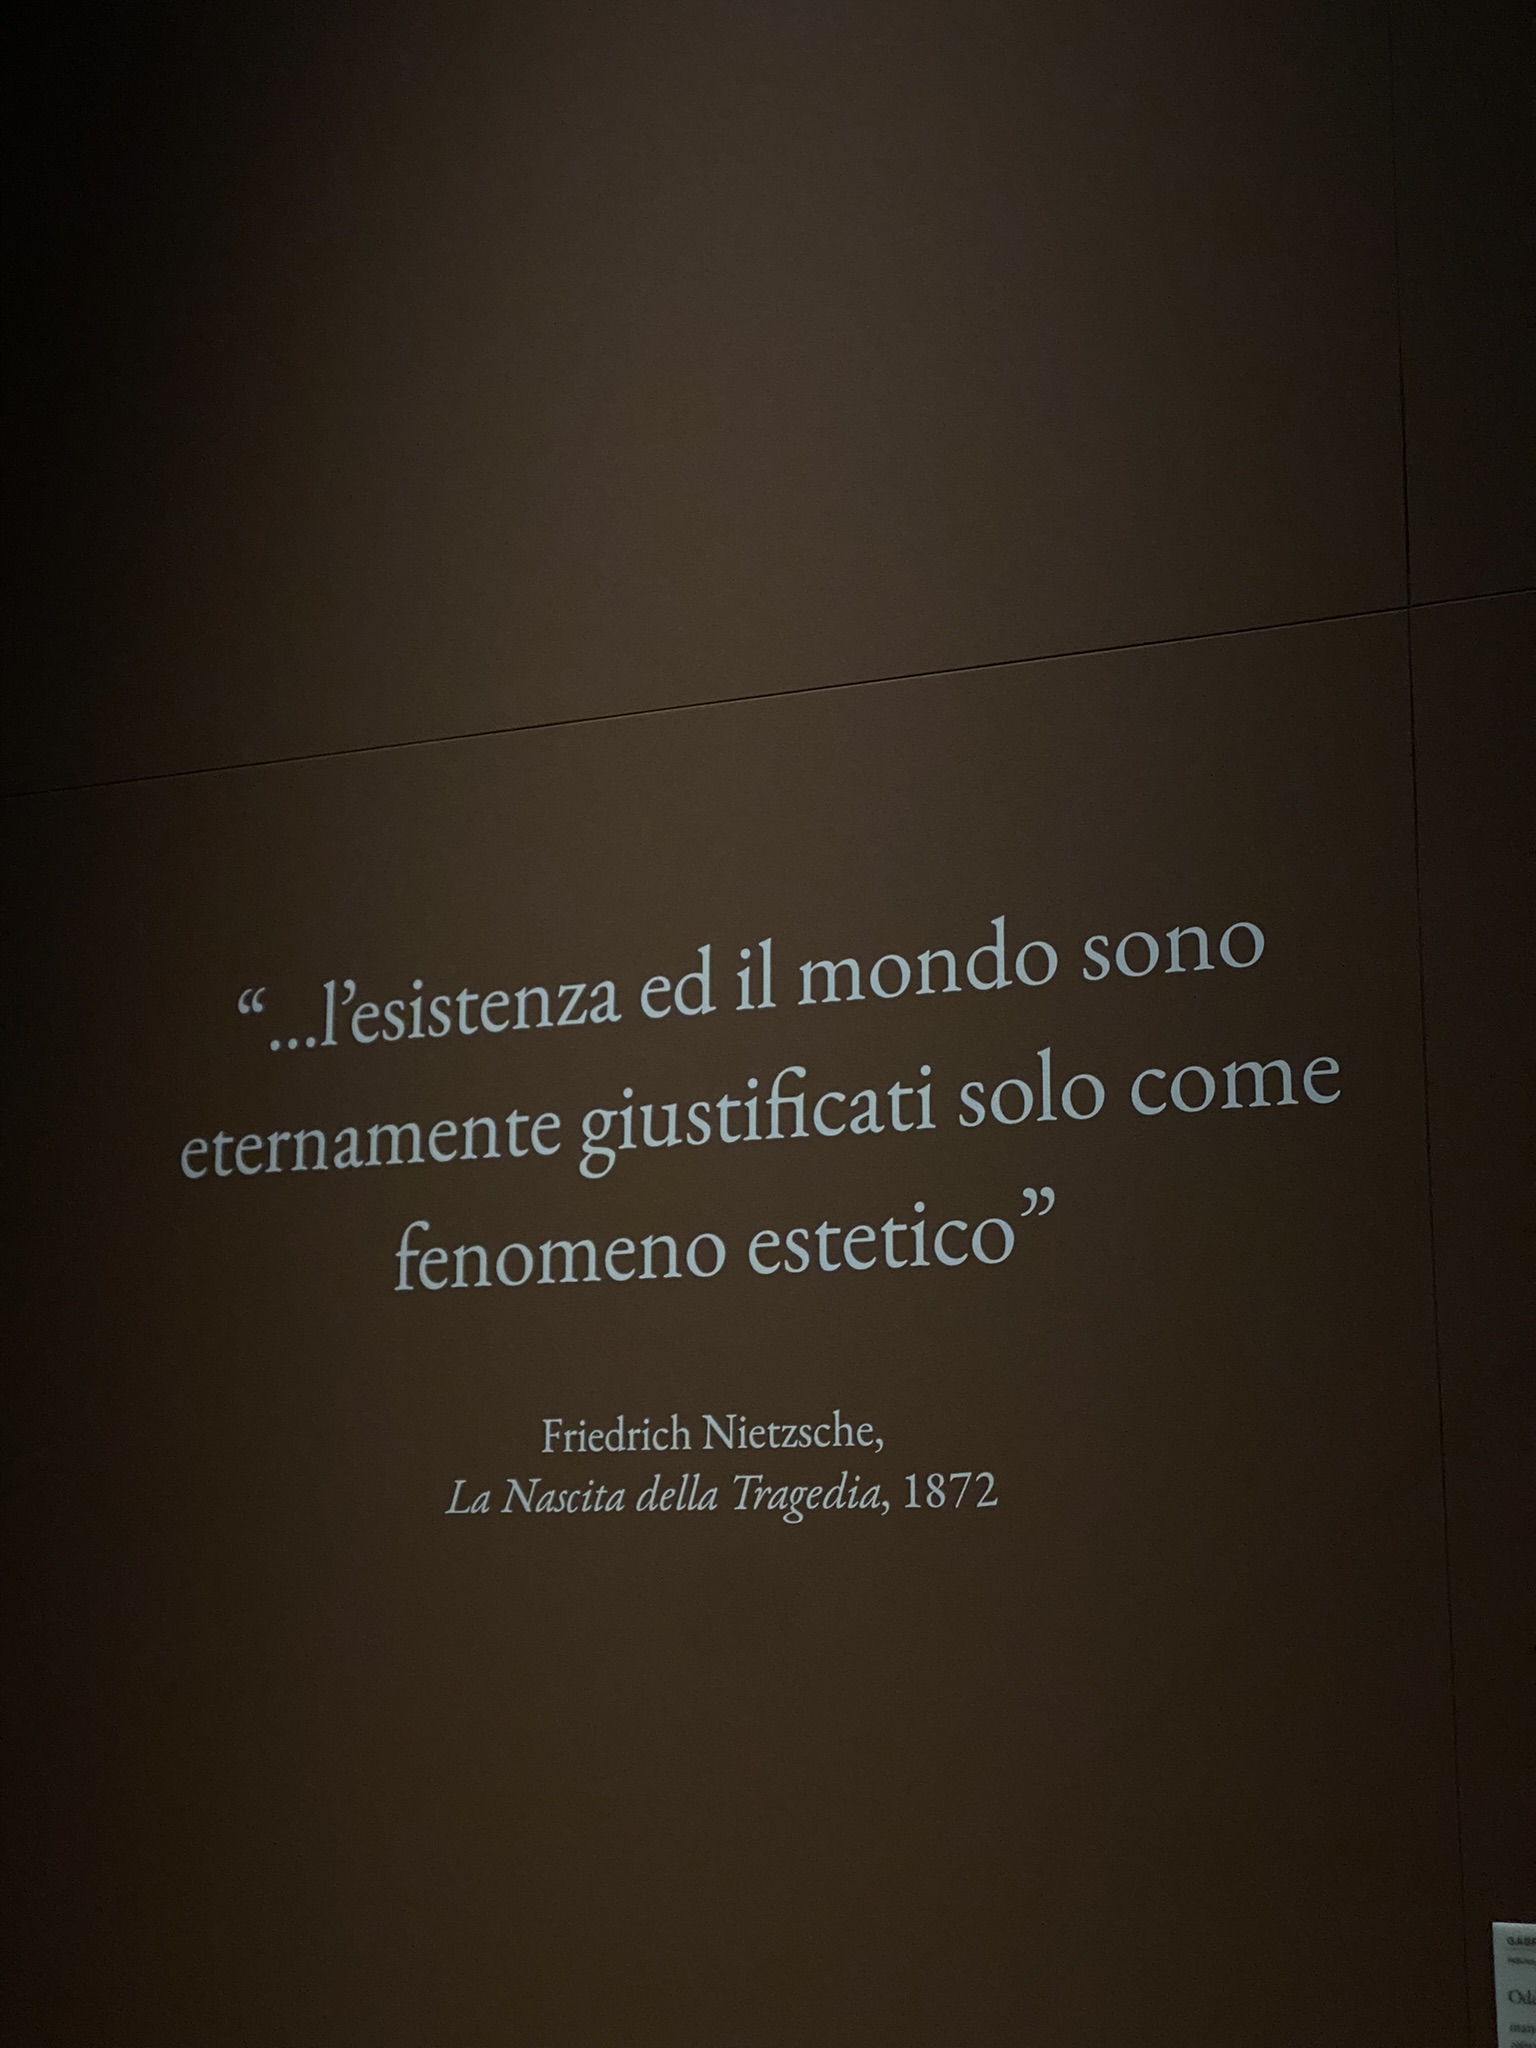 “...l’esistenza ed il mondo sono
eternamente giustificati solo come
fenomeno estetico”
Friedrich Nietzsche,
La Nascita della Tragedia, 1872